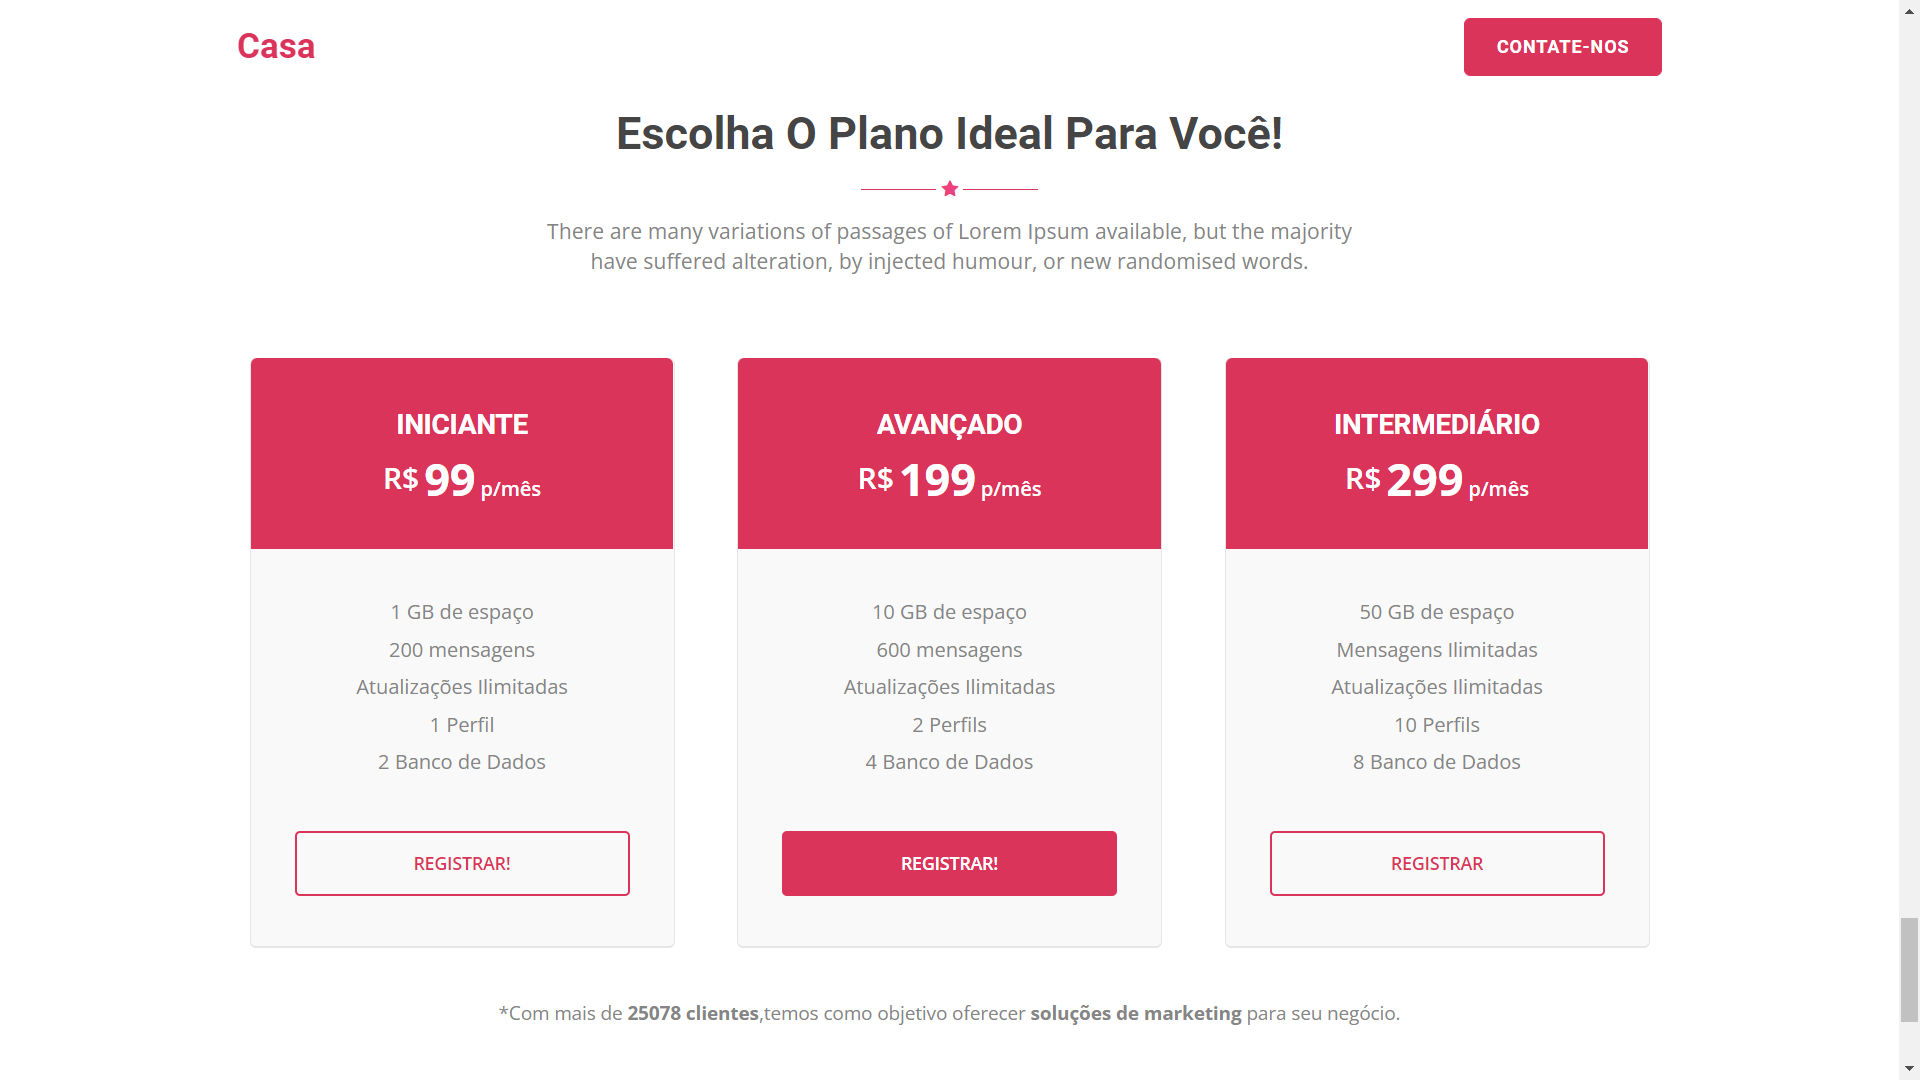 Casa
CONTATE-NOS
Escolha O Plano Ideal Para Você!
There are many variations of passages of Lorem Ipsum available, but the majority
have suffered alteration, by injected humour, or new randomised words.
INICIANTE
R$ 99 p/mês
1 GB de espaço
200 mensagens
Atualizações Ilimitadas
1 Perfil
2 Banco de Dados
REGISTRAR!
AVANÇADO
R$ 199 p/mês
10 GB de espaço
600 mensagens
Atualizações Ilimitadas
2 Perfils
4 Banco de Dados
REGISTRAR!
INTERMEDIÁRIO
R$ 299 p/mês
50 GB de espaço
Mensagens Ilimitadas
Atualizações Ilimitadas
10 Perfils
8 Banco de Dados
REGISTRAR
*Com mais de 25078 clientes,temos como objetivo oferecer soluções de marketing para seu negócio.